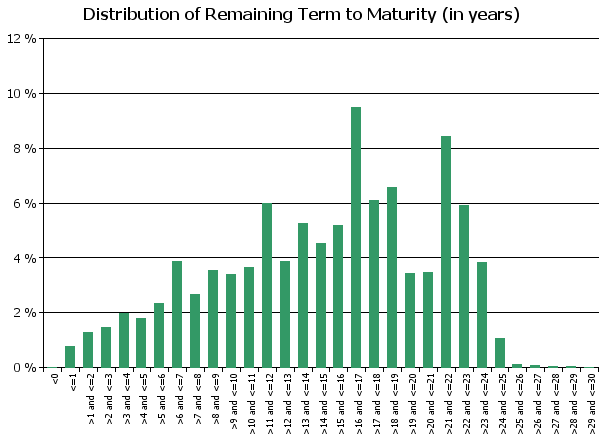 Distribution of Remaining Term to Maturity (in years)
12 %
10 %
8 %
6 %
4 %
2 %
0 %
<0
<=1
>1 and <=2
>2 and <=3
>3 and <=4
>4 and <=5
>5 and <=6
>6 and <=7
>7 and <=8
>8 and <=9
>9 and <=10
>10 and <=11
>11 and <=12
>12 and <=13
>13 and <=14
>14 and <=15
>15 and <=16
>16 and <=17
>17 and <=18
>18 and <=19
>19 and <=20
>20 and <=21
>21 and <=22
>22 and <=23
>23 and <=24
>24 and <=25
>25 and <=26
>26 and <=27
>27 and <=28
>28 and <=29
>29 and <=30